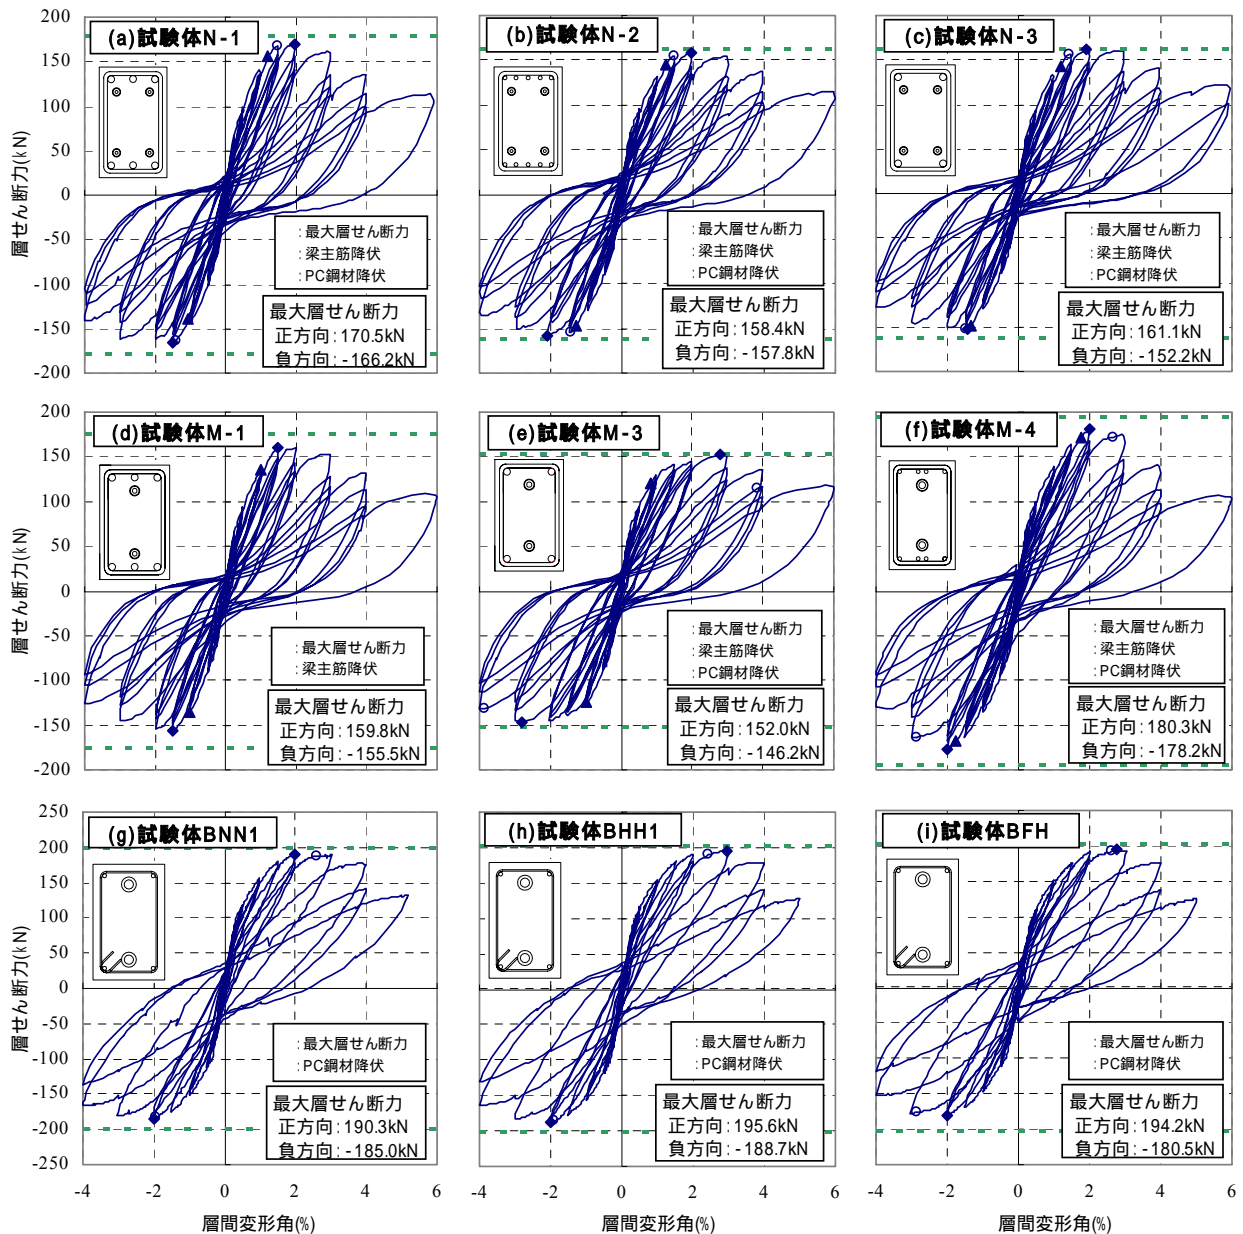 (a)試験体N-1
(b)試験体N-2
(c)試験体N-3
200
150
100
50
0
-50
-100
-150
-200
層せん断力(kN)
:最大層せん断力
:梁主筋降伏
:PC鋼材降伏
最大層せん断力
正方向:170.5kN
負方向:-166.2kN
:最大層せん断力
:梁主筋降伏
:PC鋼材降伏
最大層せん断力
正方向:158.4kN
負方向:-157.8kN
:最大層せん断力
:梁主筋降伏
:PC鋼材降伏
最大層せん断力
正方向:161.1kN
負方向:-152.2kN
(d)試験体M-1
(e)試験体M-3
(f)試験体M-4
200
150
100
50
0
-50
-100
-150
-200
層せん断力(kN)
:最大層せん断力
:梁主筋降伏
最大層せん断力
正方向:159.8kN
負方向:-155.5kN
:最大層せん断力
:梁主筋降伏
:PC鋼材降伏
最大層せん断力
正方向:152.0kN
負方向:-146.2kN
:最大層せん断力
:梁主筋降伏
:PC鋼材降伏
最大層せん断力
正方向:180.3kN
負方向:-178.2kN
(g)試験体BNN1
(h)試験体BHH1
(i)試験体BFH
250
200
150
100
50
0
-50
-100
-150
-200
-250
層せん断力(kN)
:最大層せん断力
:PC鋼材降伏
最大層せん断力
正方向:190.3kN
負方向:-185.0kN
:最大層せん断力
:PC鋼材降伏
最大層せん断力
正方向:195.6kN
負方向:-188.7kN
:最大層せん断力
:PC鋼材降伏
最大層せん断力
正方向:194.2kN
負方向:-180.5kN
-4 -2 0 2 4 6
-4 -2 0 2 4 6
-4 -2 0 2 4 6
層間変形角(%)
層間変形角(%)
層間変形角(%)